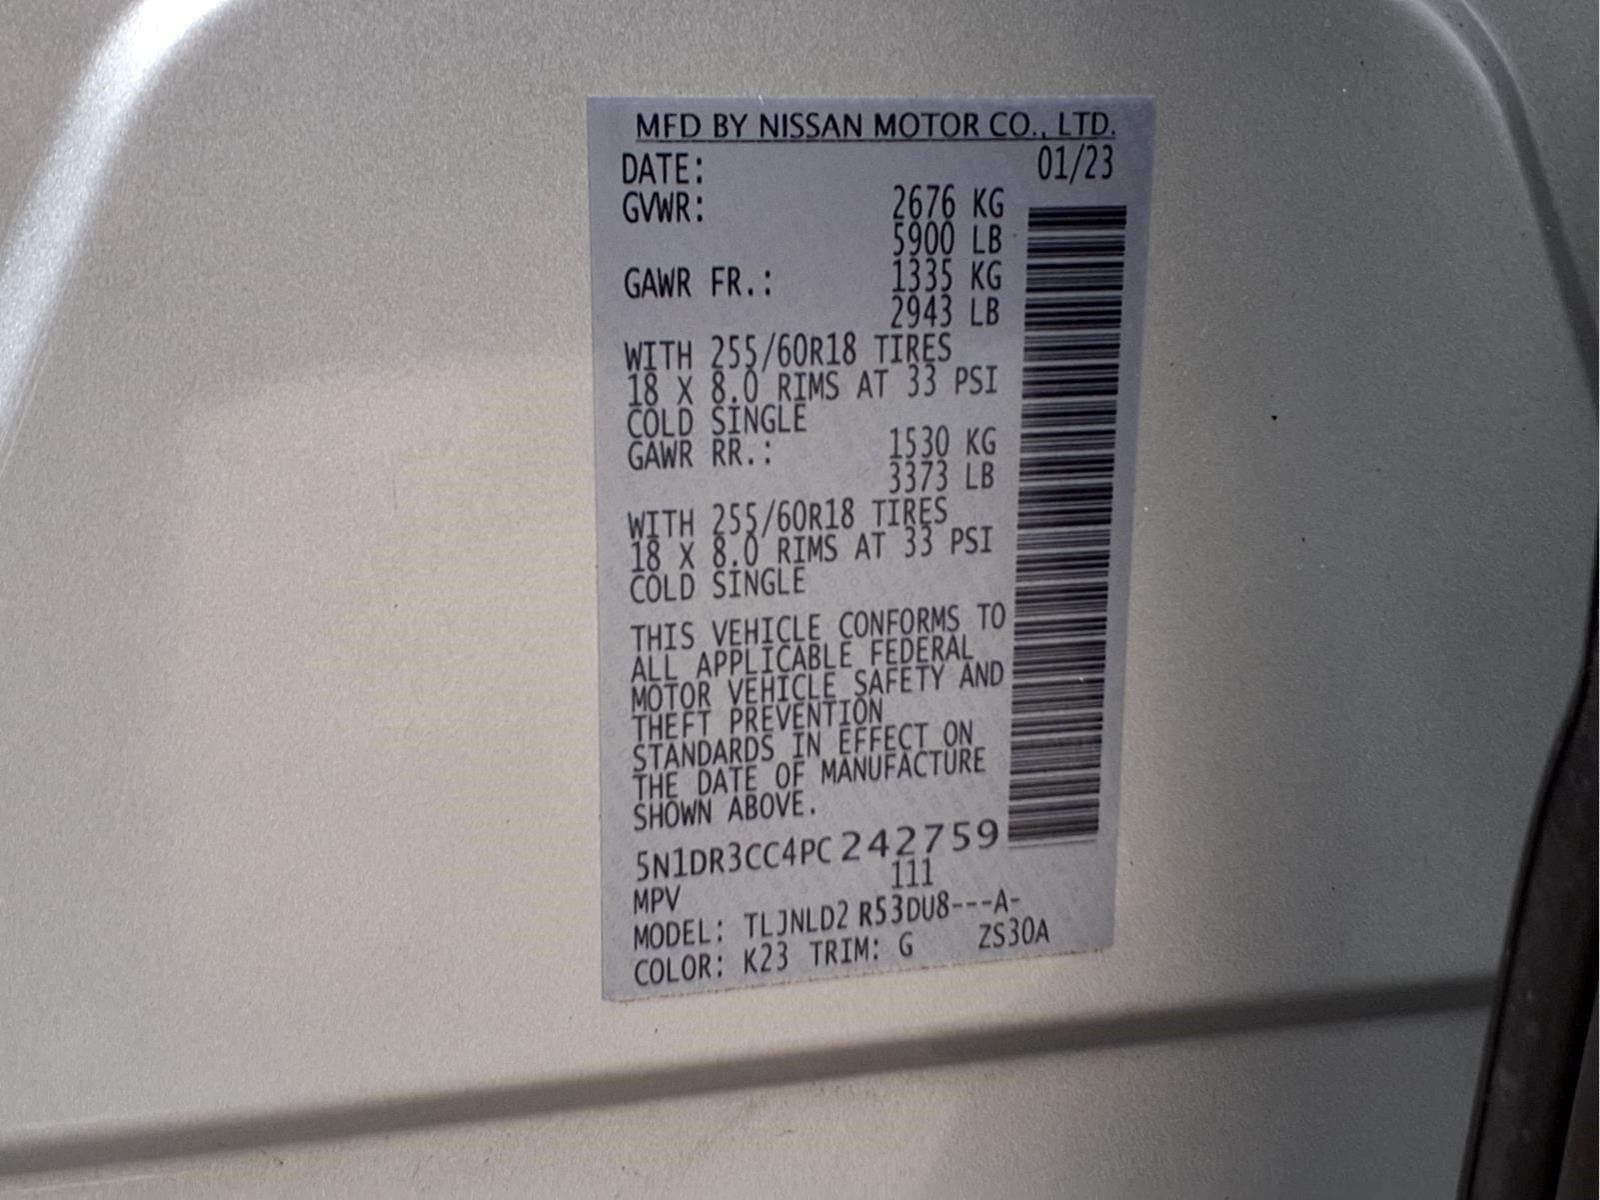 MFD BY NISSAN MOTOR CO., LTD.
DATE: 01/23
GVWR: 2676 KG
5900 LB
GAWR FR.: 1335 KG
2943 LB
WITH 255/60R18 TIRES
18 X 8.0 RIMS AT 33 PSI
COLD SINGLE
GAWR RR.: 1530 KG
3373 LB
WITH 255/60R18 TIRES
18 X 8.0 RIMS AT 33 PSI
COLD SINGLE
THIS VEHICLE CONFORMS TO
ALL APPLICABLE FEDERAL
MOTOR VEHICLE SAFETY AND
THEFT PREVENTION
STANDARDS IN EFFECT ON
THE DATE OF MANUFACTURE
SHOWN ABOVE.
5N1DR3CC4PC242759
MPV 111
MODEL: TLJNLD2 R53DU8---A-
COLOR: K23 TRIM: G ZS30A